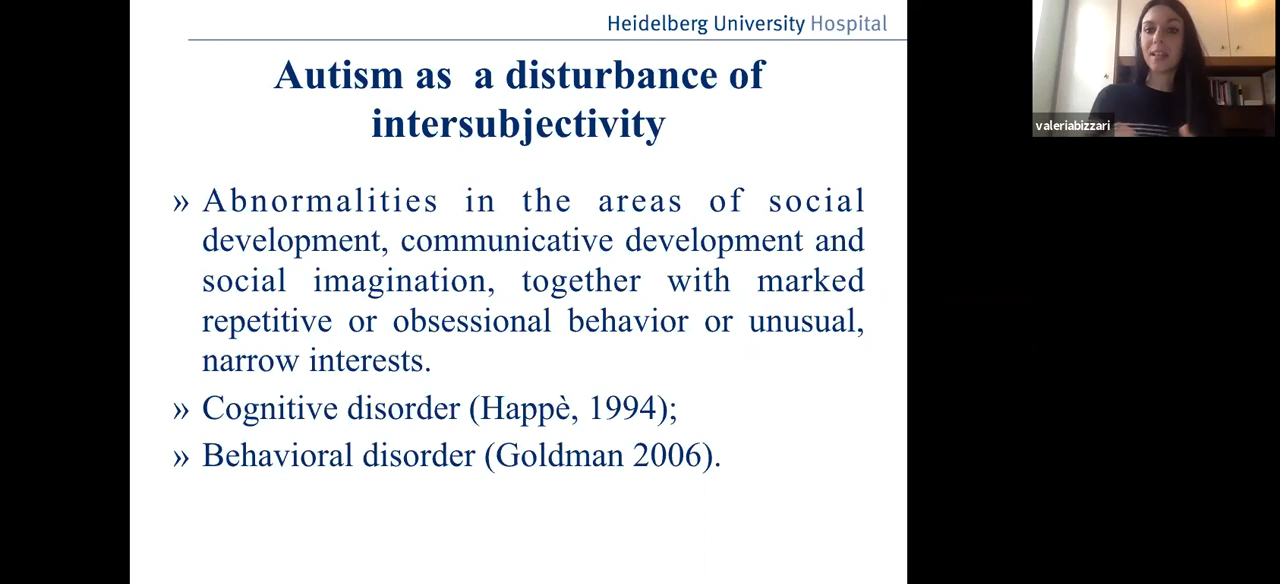 Heidelberg University Hospital
Autism as a disturbance of
intersubjectivity
» Abnormalities in the areas of social
development, communicative development and
social imagination, together with marked
repetitive or obsessional behavior or unusual,
narrow interests.
» Cognitive disorder (Happè, 1994);
» Behavioral disorder (Goldman 2006).
valeriabizzari